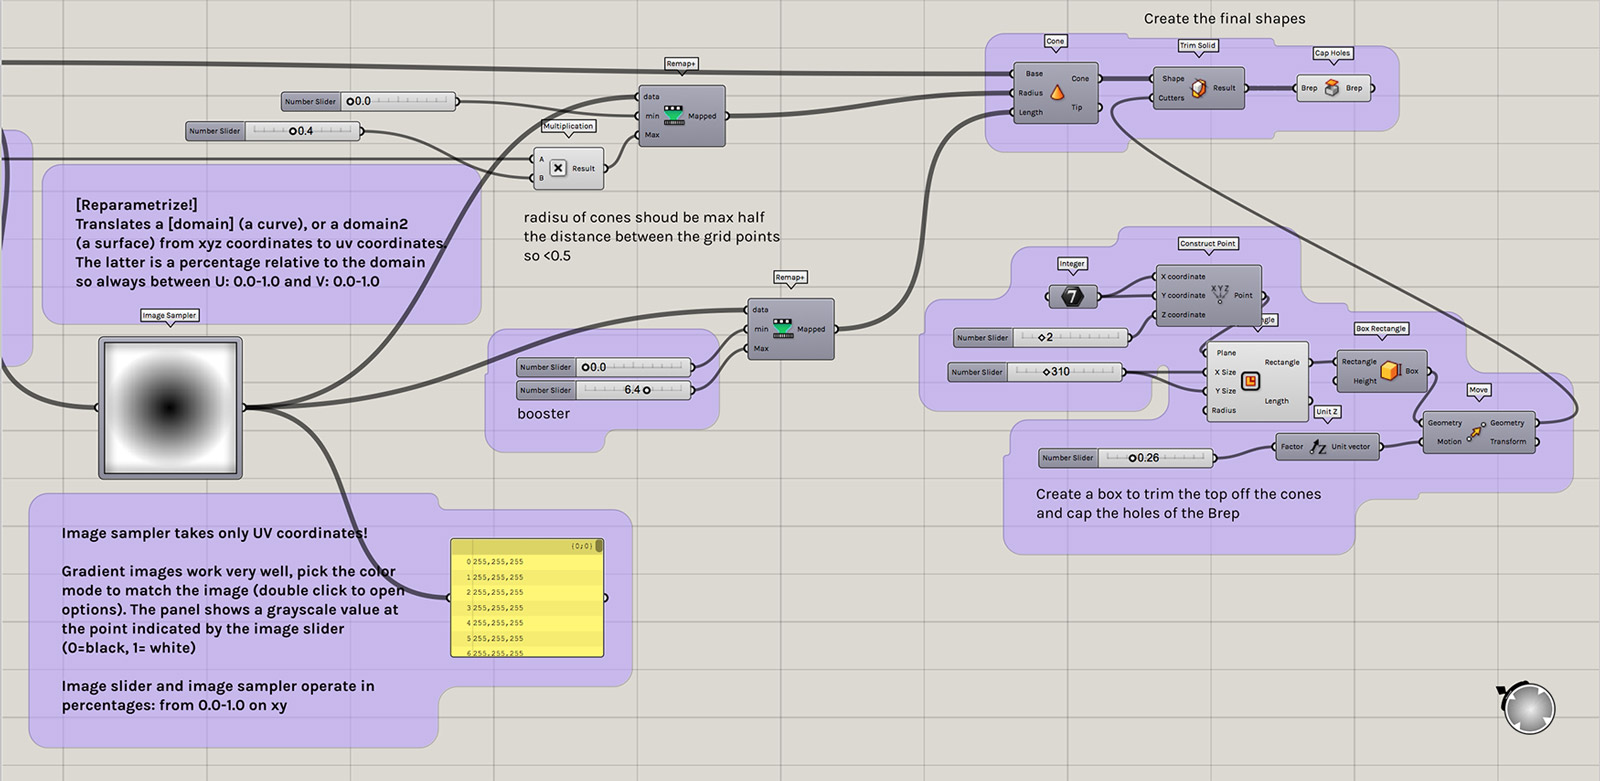 Create the final shapes
Cone
Base
Radius
Length
Cone
Tip
Trim Solid
Shape
Cutters
Result
Cap Holes
Brep
Brep
Remap+
data
min
Max
Mapped
Number Slider
0.0
Number Slider
0.4
Multiplication
A
B
Result
[Reparametrize!]
Translates a [domain] (a curve), or a domain2
(a surface) from xyz coordinates to uv coordinates.
The latter is a percentage relative to the domain
so always between U: 0.0-1.0 and V: 0.0-1.0
radisu of cones shoud be max half
the distance between the grid points
so <0.5
Image Sampler
Remap+
data
min
Max
Mapped
Number Slider
0.0
Number Slider
6.4
booster
Construct Point
X coordinate
Y coordinate
Z coordinate
XYZ
Point
Integer
7
Number Slider
2
Number Slider
310
Plane
X Size
Y Size
Radius
Rectangle
Length
Box Rectangle
Rectangle
Height
Box
Move
Geometry
Motion
Geometry
Transform
Unit Z
Factor
Z
Unit vector
Number Slider
0.26
Create a box to trim the top off the cones
and cap the holes of the Brep
Image sampler takes only UV coordinates!
Gradient images work very well, pick the color
mode to match the image (double click to open
options). The panel shows a grayscale value at
the point indicated by the image slider
(0=black, 1= white)
Image slider and image sampler operate in
percentages: from 0.0-1.0 on xy
{0;0}
0 255,255,255
1 255,255,255
2 255,255,255
3 255,255,255
4 255,255,255
5 255,255,255
6 255,255,255